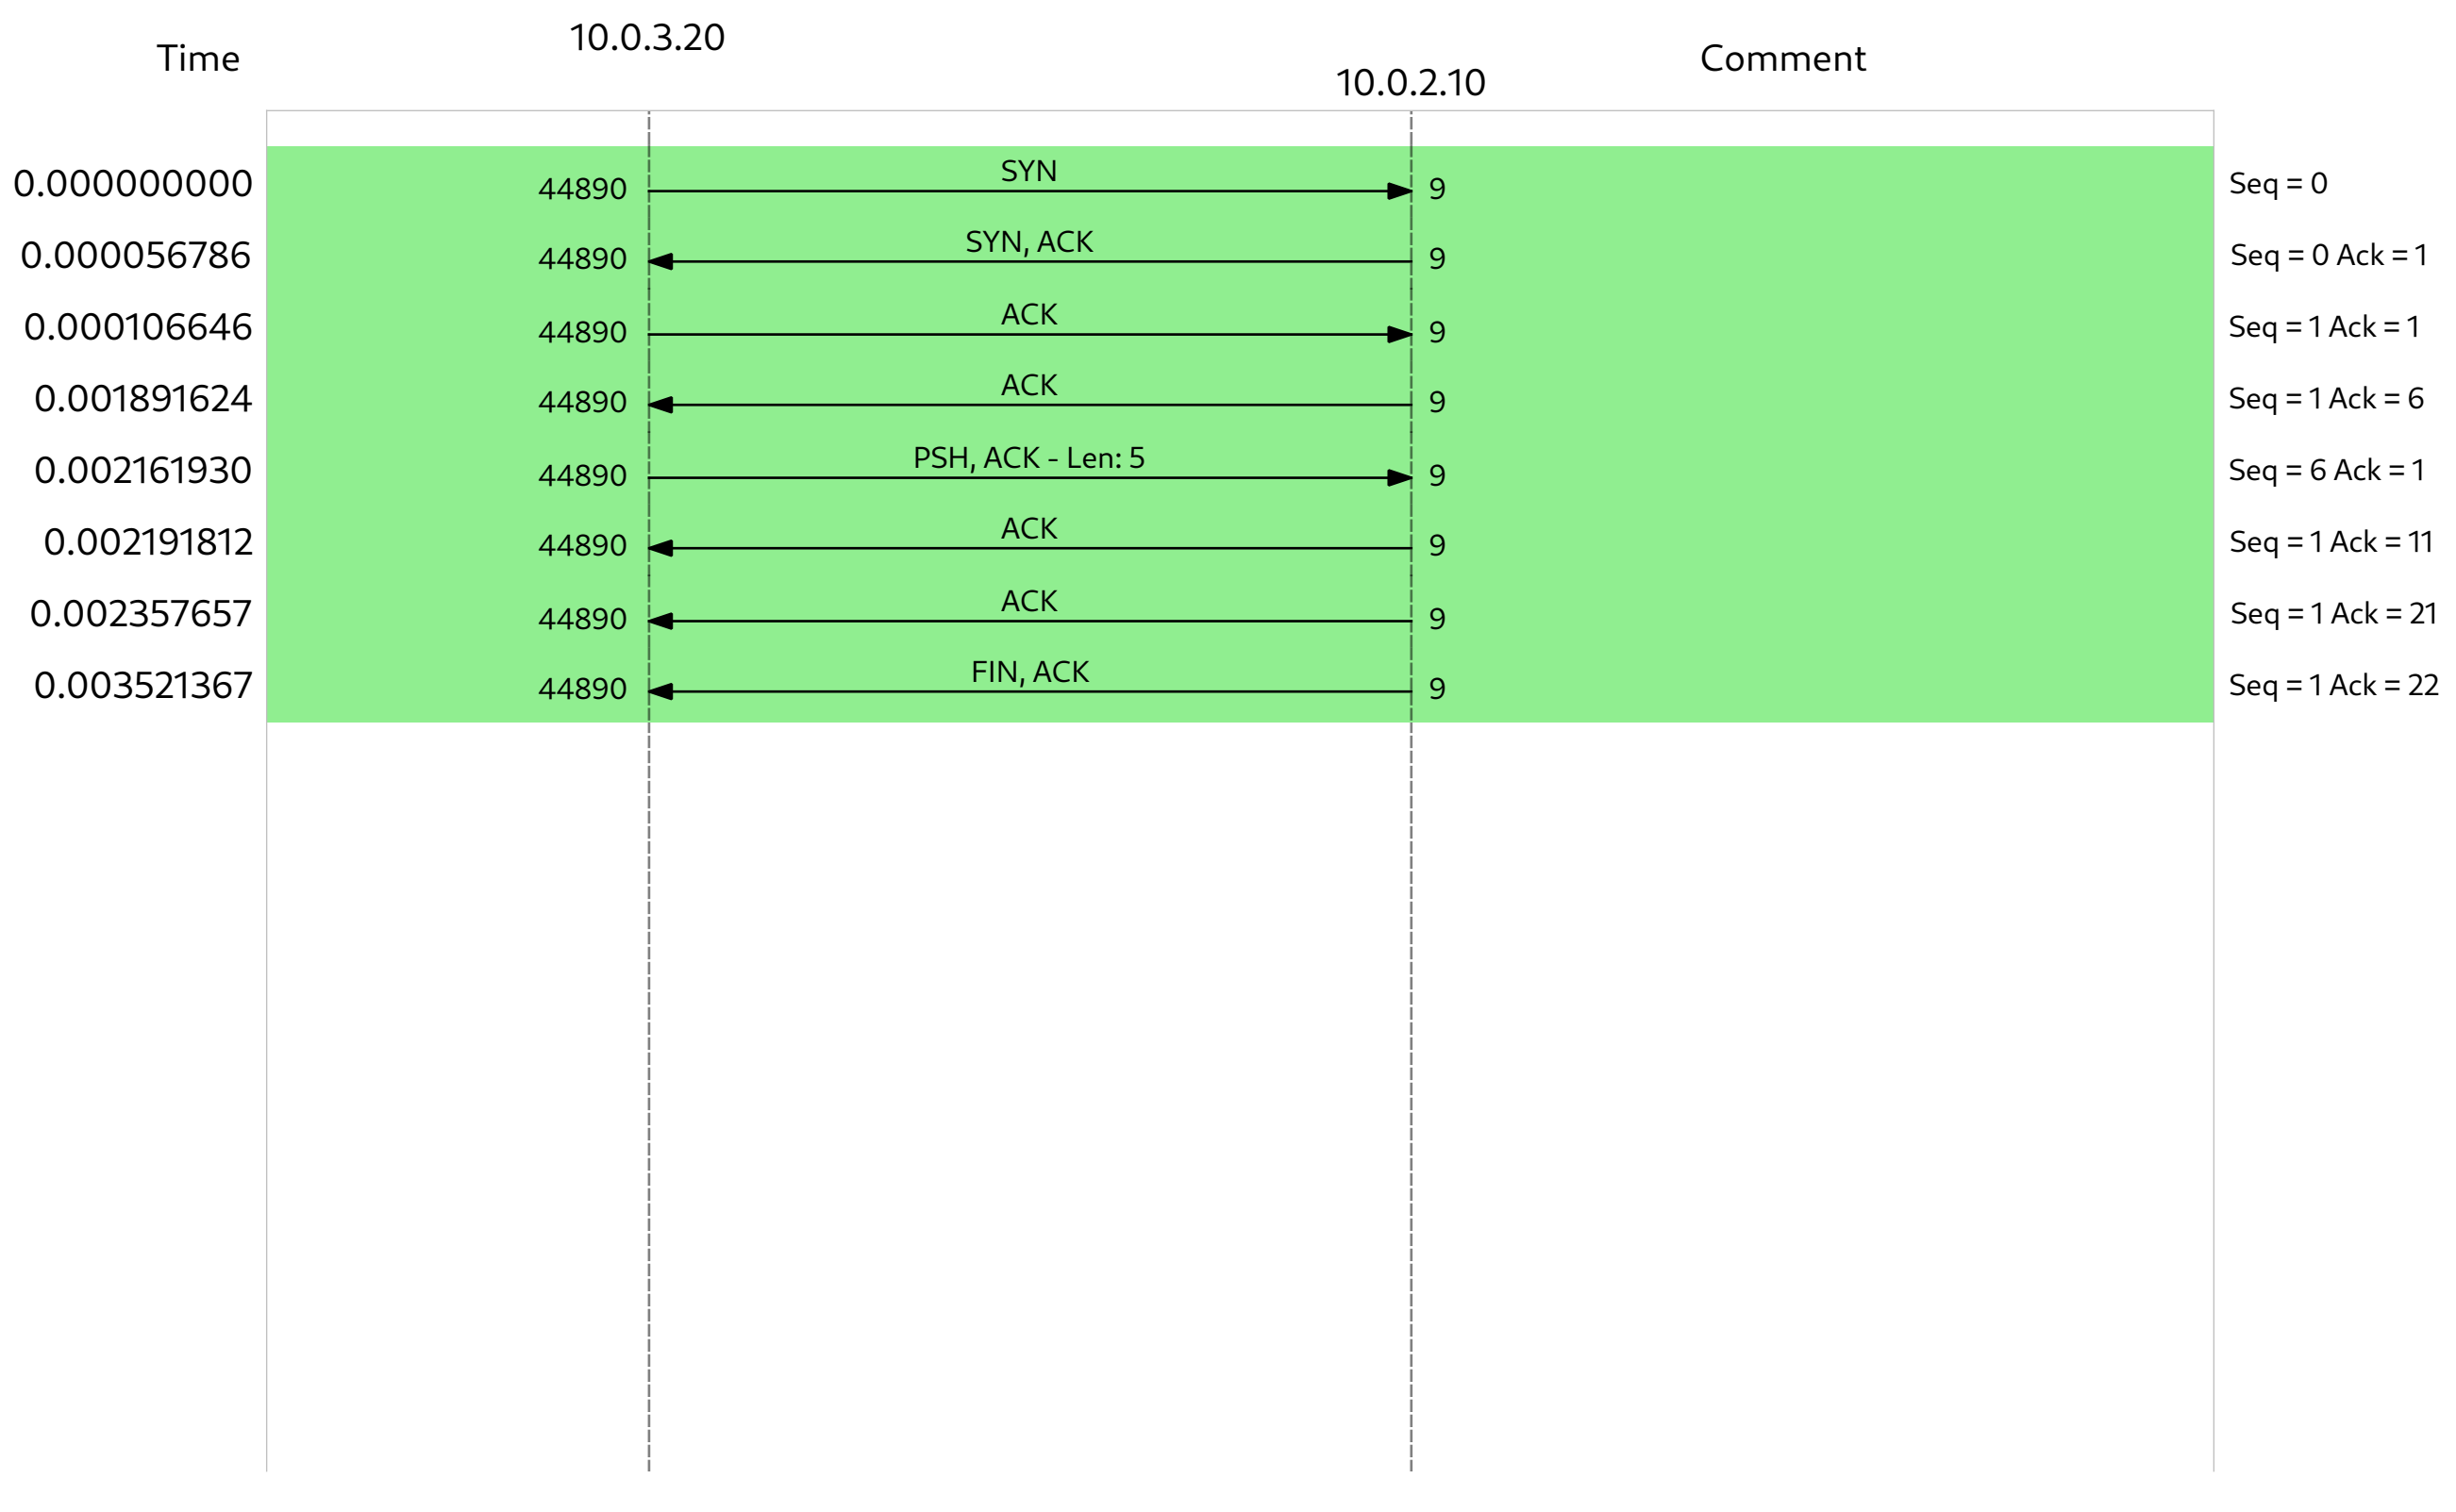 Time 10.0.3.20 10.0.2.10 Comment
0.000000000 44890 SYN 9 Seq = 0
0.000056786 44890 SYN, ACK 9 Seq = 0 Ack = 1
0.000106646 44890 ACK 9 Seq = 1 Ack = 1
0.001891624 44890 ACK 9 Seq = 1 Ack = 6
0.002161930 44890 PSH, ACK - Len: 5 9 Seq = 6 Ack = 1
0.002191812 44890 ACK 9 Seq = 1 Ack = 11
0.002357657 44890 ACK 9 Seq = 1 Ack = 21
0.003521367 44890 FIN, ACK 9 Seq = 1 Ack = 22